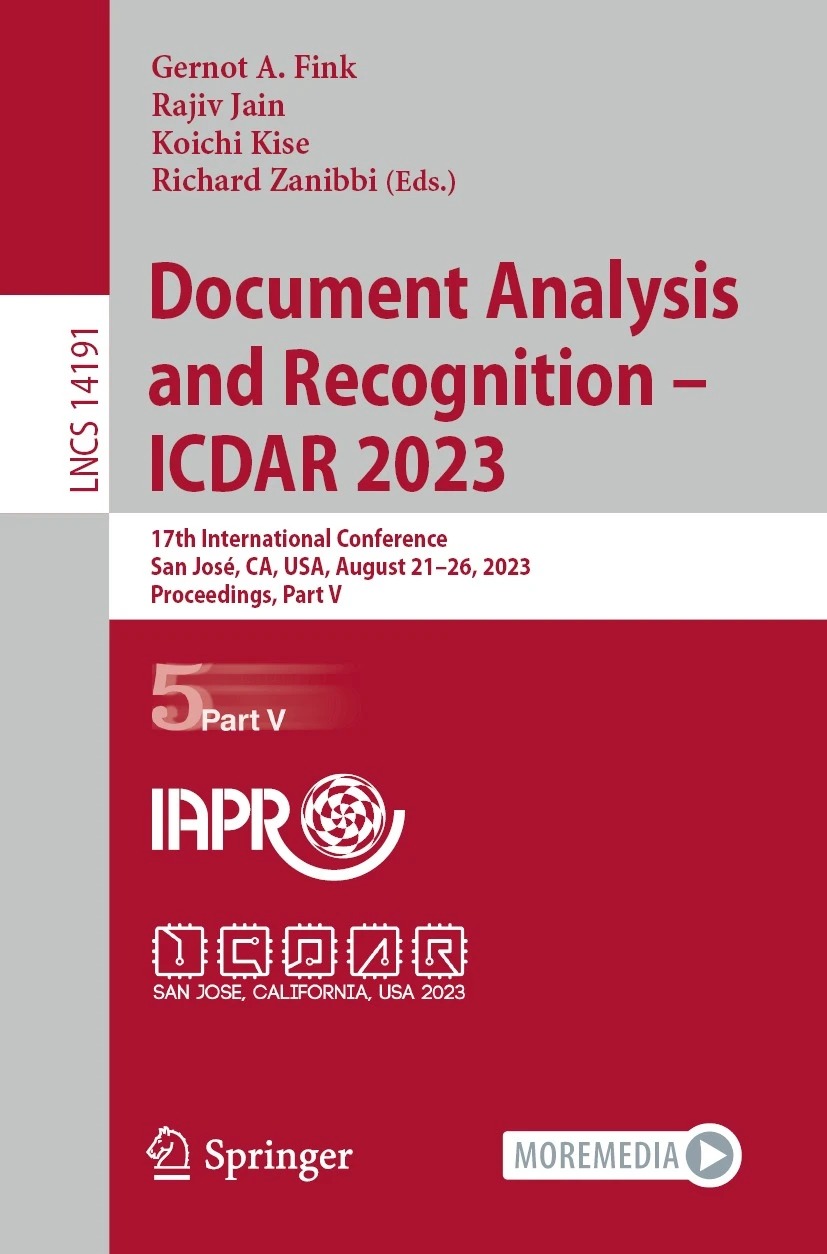 Gernot A. Fink
Rajiv Jain
Koichi Kise
Richard Zanibbi (Eds.)
LNCS 14191
Document Analysis
and Recognition –
ICDAR 2023
17th International Conference
San José, CA, USA, August 21–26, 2023
Proceedings, Part V
5 Part V
IAPR
ICDAR
SAN JOSE, CALIFORNIA, USA 2023
Springer
MOREMEDIA